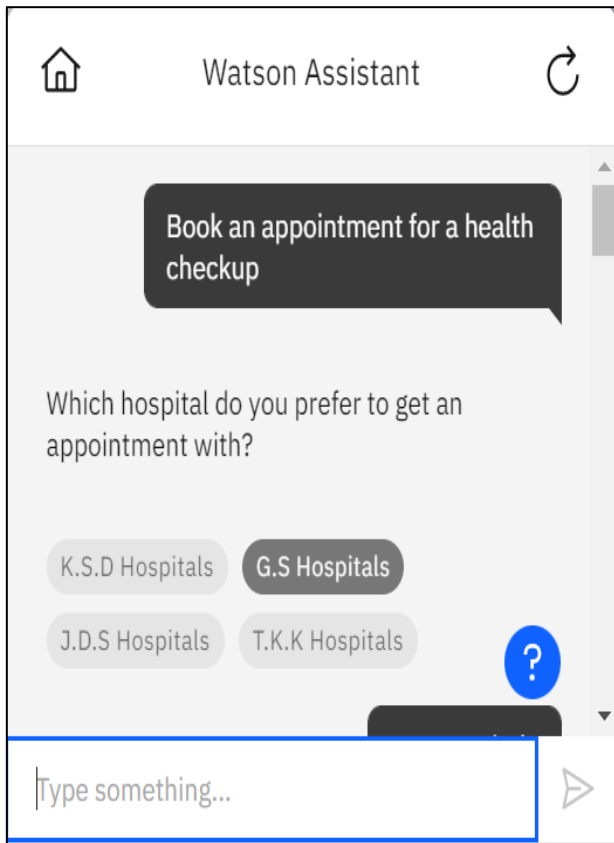 Watson Assistant
Book an appointment for a health
checkup
Which hospital do you prefer to get an
appointment with?
K.S.D Hospitals G.S Hospitals
J.D.S Hospitals T.K.K Hospitals
?
Type something...